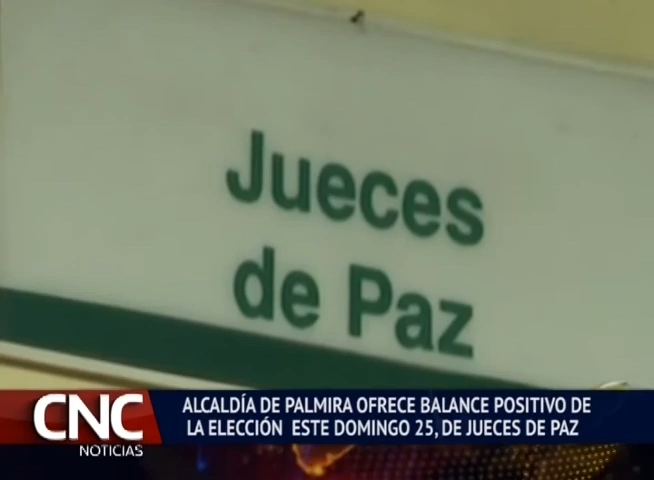 Jueces
de Paz
CNC
NOTICIAS
ALCALDÍA DE PALMIRA OFRECE BALANCE POSITIVO DE
LA ELECCIÓN ESTE DOMINGO 25, DE JUECES DE PAZ